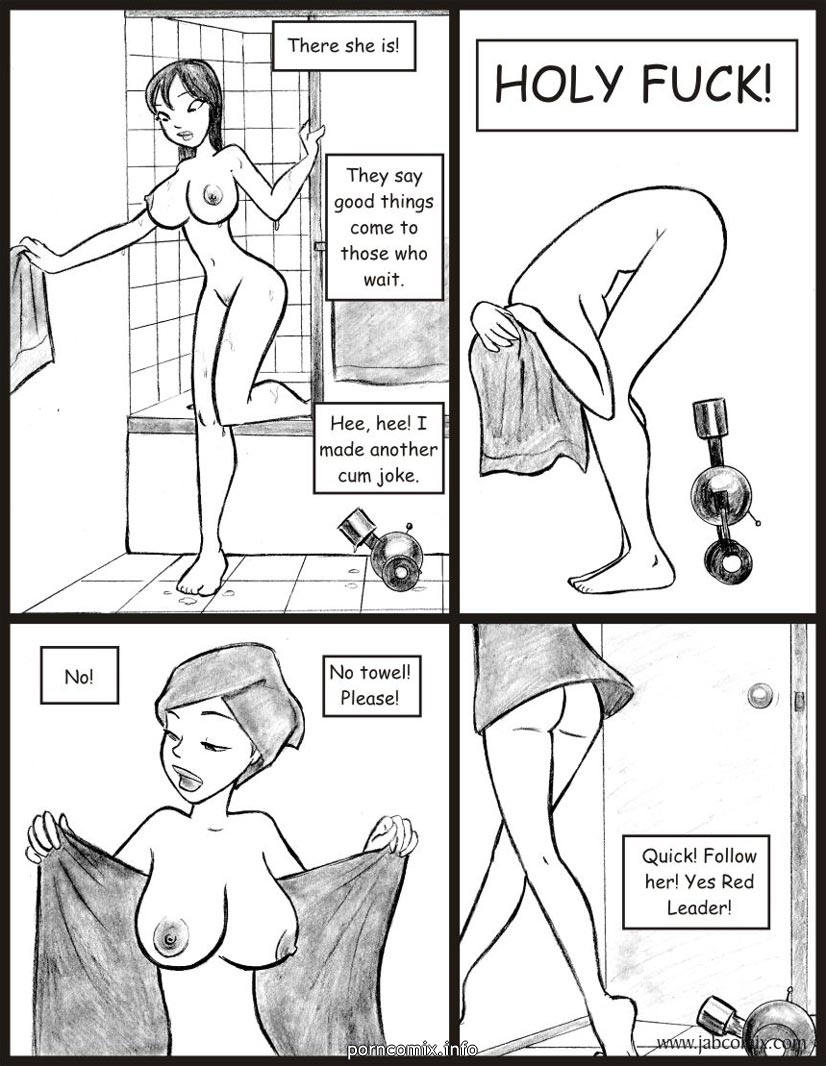 There she is!
They say
good things
come to
those who
wait.
Hee, hee! I
made another
cum joke.
HOLY FUCK!
No!
No towel!
Please!
Quick! Follow
her! Yes Red
Leader!
www.jabcomix.com
porncomix.info